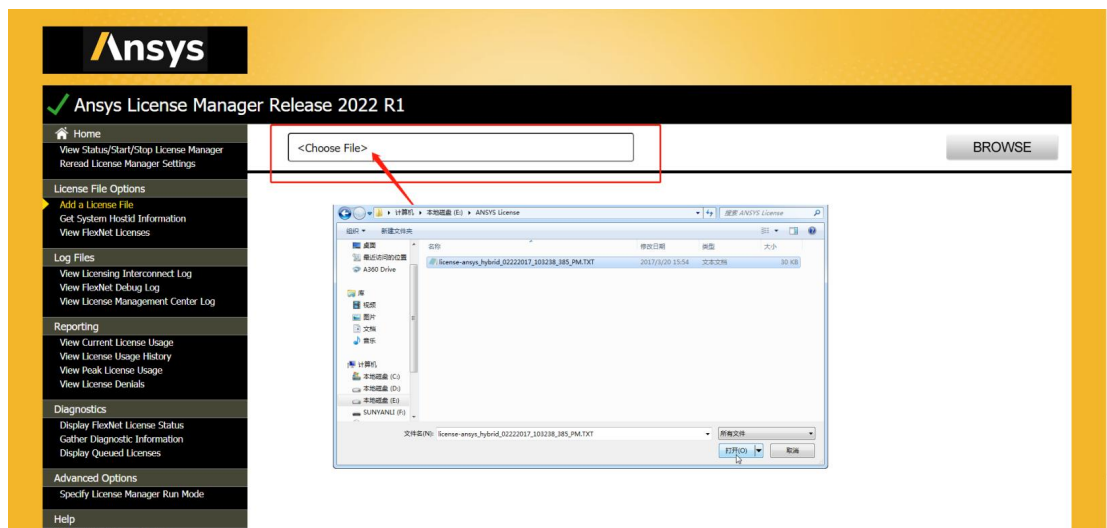 Ansys
Ansys License Manager Release 2022 R1
Home
View Status/Start/Stop License Manager
Reread License Manager Settings
License File Options
Add a License File
Get System Hostid Information
View FlexNet Licenses
Log Files
View Licensing Interconnect Log
View FlexNet Debug Log
View License Management Center Log
Reporting
View Current License Usage
View License Usage History
View Peak License Usage
View License Denials
Diagnostics
Display FlexNet License Status
Gather Diagnostic Information
Display Queued Licenses
Advanced Options
Specify License Manager Run Mode
Help
<Choose File>
BROWSE
计算机 本地磁盘 (E:) ANSYS License
搜索 ANSYS License
组织 新建文件夹
名称 修改日期 类型 大小
license-ansys_hybrid_02222017_103238_385_PM.TXT 2017/3/20 15:54 文本文档 30 KB
桌面
最近访问的位置
A360 Drive
库
视频
图片
文档
音乐
计算机
本地磁盘 (C:)
本地磁盘 (D:)
本地磁盘 (E:)
SUNYANLI (F:)
文件名(N): license-ansys_hybrid_02222017_103238_385_PM.TXT
所有文件
打开(O) 取消